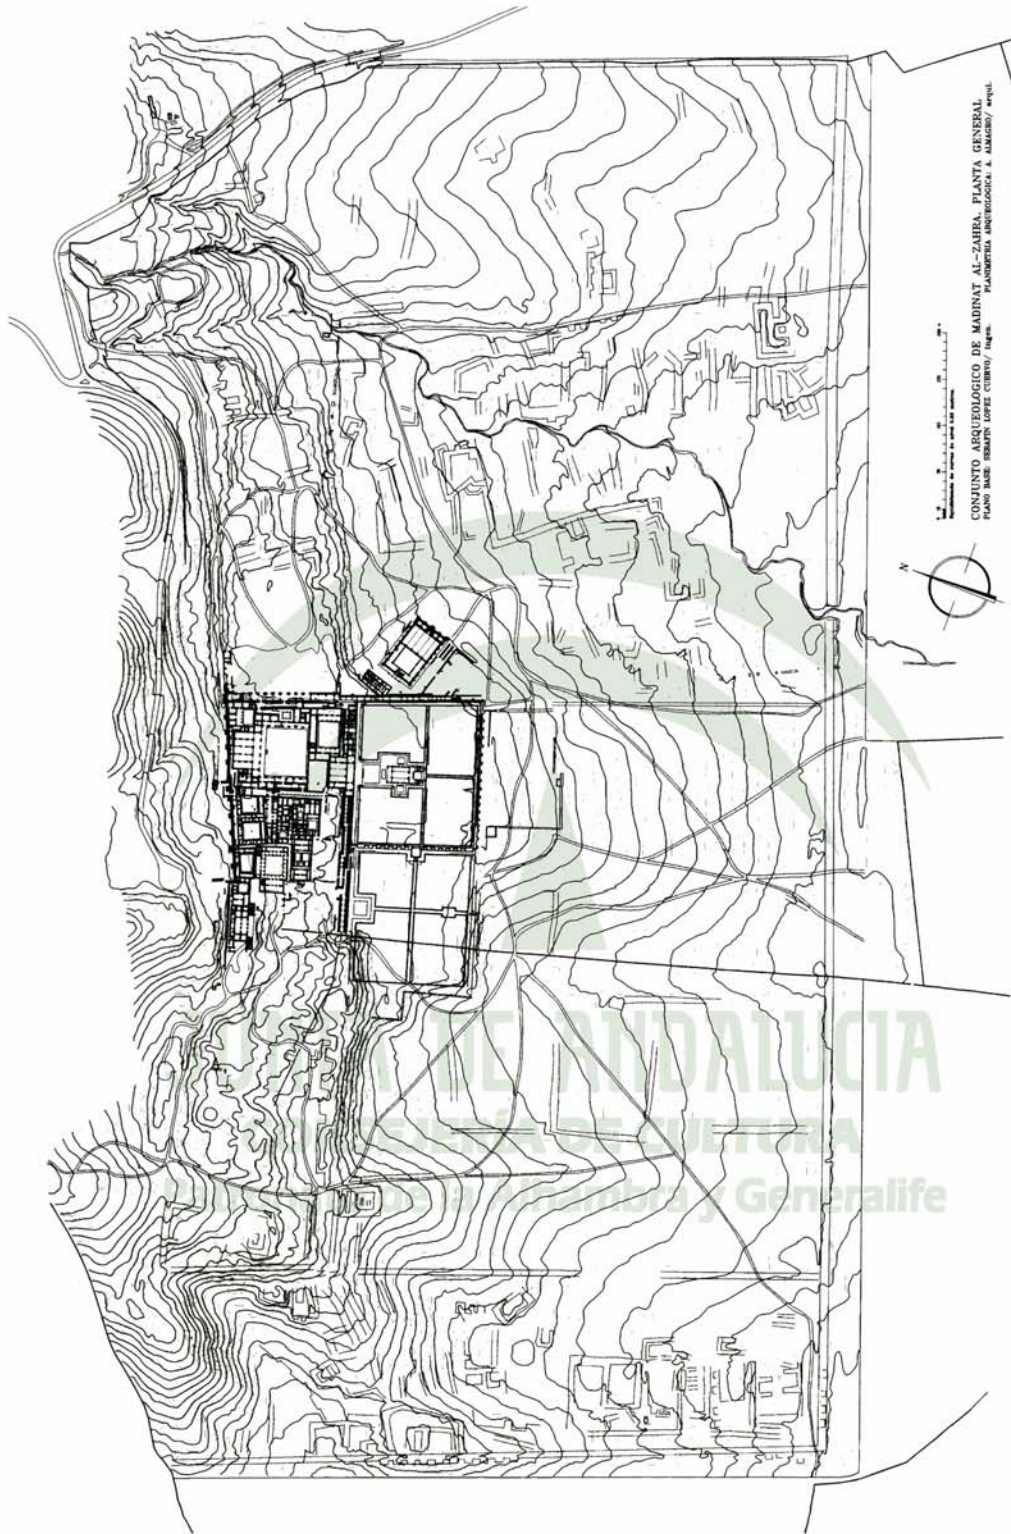 CONJUNTO ARQUEOLOGICO DE MADINAT AL-ZAHRA. PLANTA GENERAL
PLANO BASE: SERAFIN LOPEZ CUERVO/ Ingen. PLANIMETRIA ARQUEOLOGICA: A. ALMAGRO/ arqui.
N
JUNTA DE ANDALUCIA
CONSEJERÍA DE CULTURA
Patronato de la Alhambra y Generalife